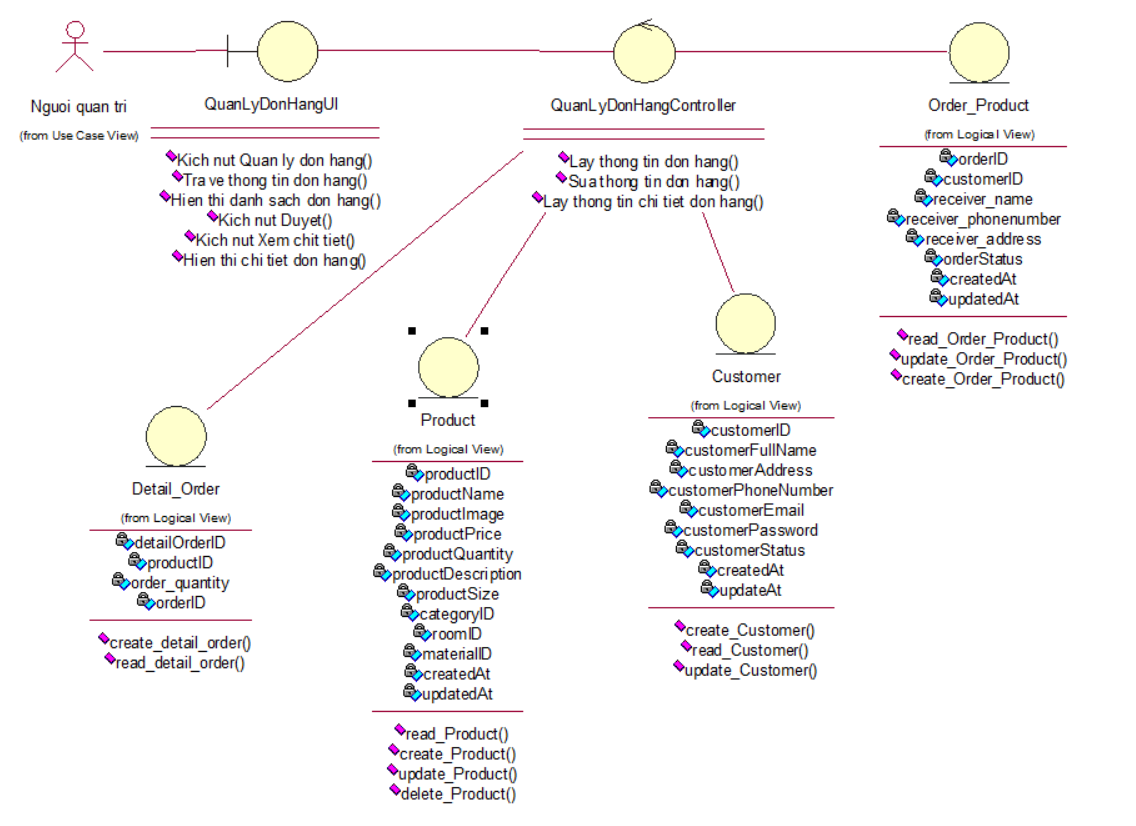 Nguoi quan tri
(from Use Case View)
QuanLyDonHangUI
Kich nut Quan ly don hang()
Tra ve thong tin don hang()
Hien thi danh sach don hang()
Kich nut Duyet()
Kich nut Xem chit tiet()
Hien thi chi tiet don hang()
QuanLyDonHangController
Lay thong tin don hang()
Sua thong tin don hang()
Lay thong tin chi tiet don hang()
Order_Product
(from Logical View)
orderID
customerID
receiver_name
receiver_phonenumber
receiver_address
orderStatus
createdAt
updatedAt
read_Order_Product()
update_Order_Product()
create_Order_Product()
Detail_Order
(from Logical View)
detailOrderID
productID
order_quantity
orderID
create_detail_order()
read_detail_order()
Product
(from Logical View)
productID
productName
productImage
productPrice
productQuantity
productDescription
productSize
categoryID
roomID
materialID
createdAt
updatedAt
read_Product()
create_Product()
update_Product()
delete_Product()
Customer
(from Logical View)
customerID
customerFullName
customerAddress
customerPhoneNumber
customerEmail
customerPassword
customerStatus
createdAt
updateAt
create_Customer()
read_Customer()
update_Customer()